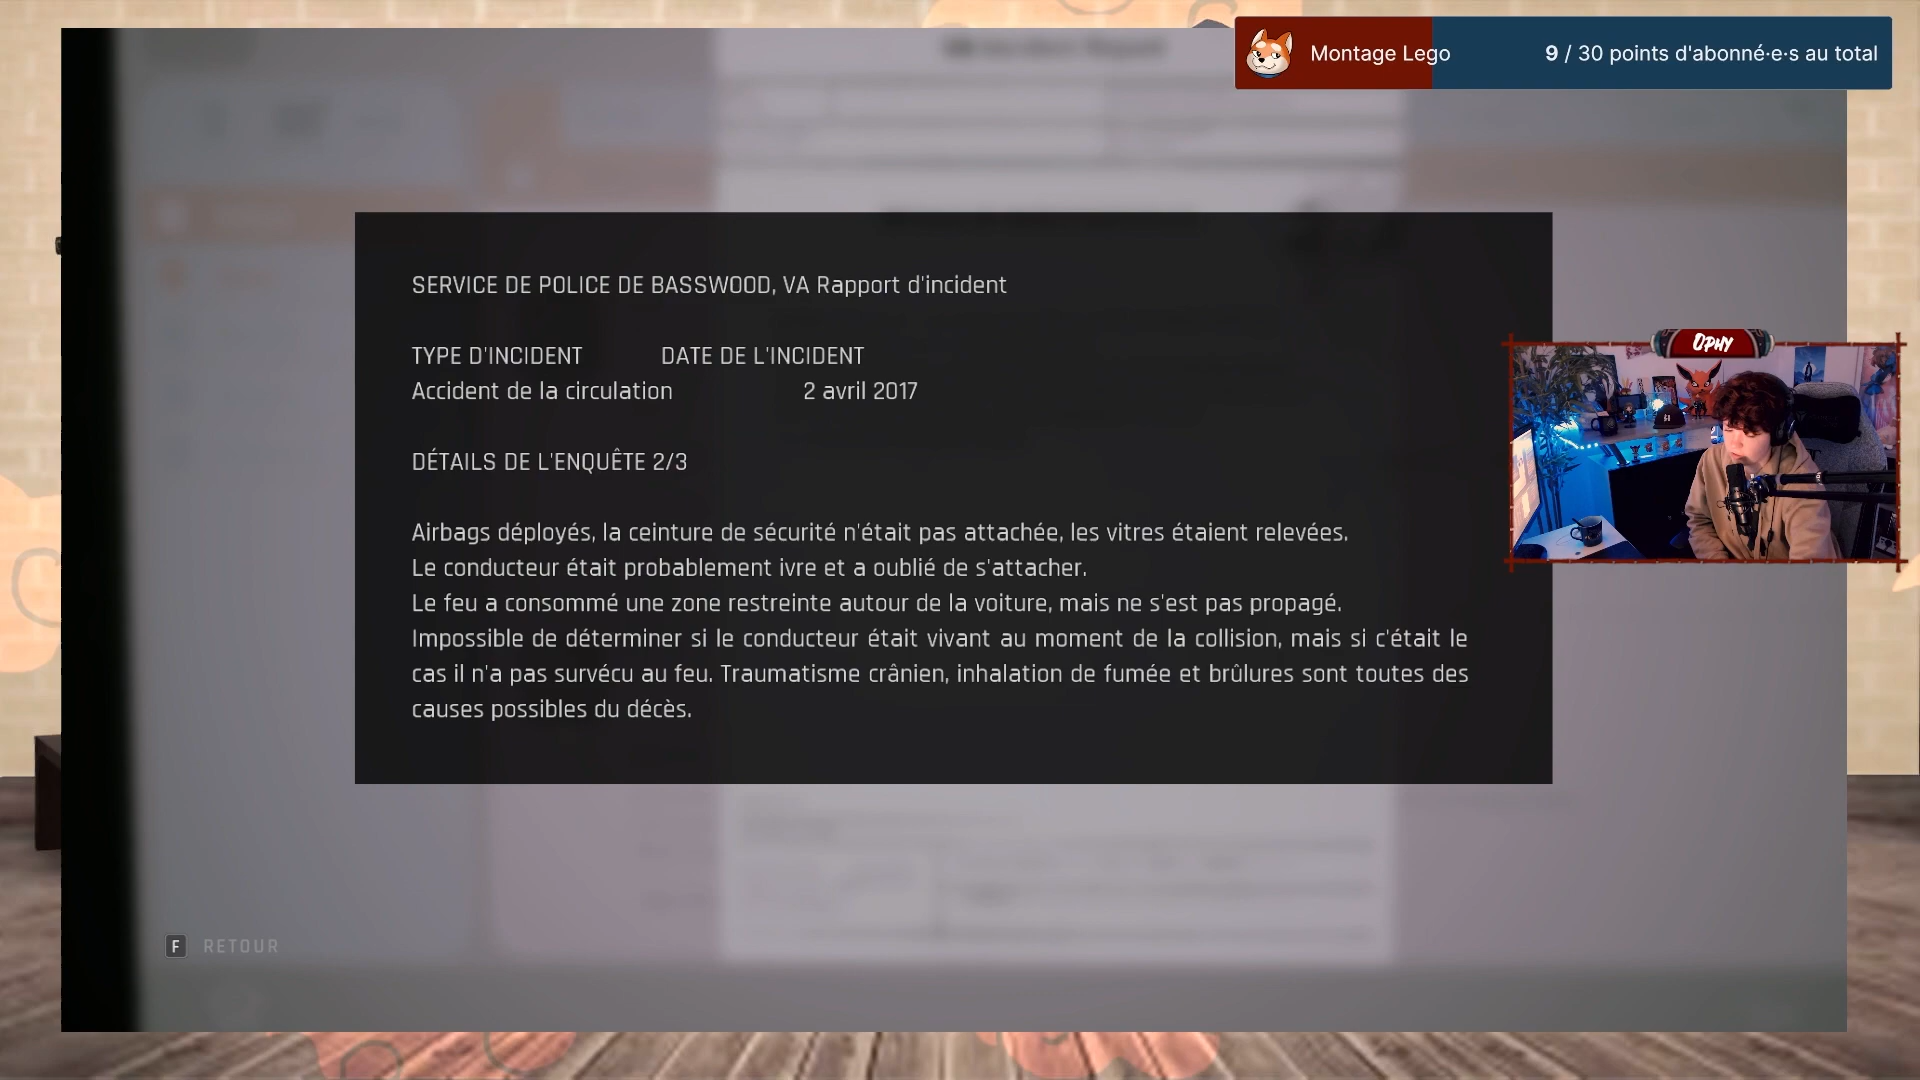 Montage Lego
9 / 30 points d'abonné·e·s au total
SERVICE DE POLICE DE BASSWOOD, VA Rapport d'incident
TYPE D'INCIDENT DATE DE L'INCIDENT
Accident de la circulation 2 avril 2017
DÉTAILS DE L'ENQUÊTE 2/3
Airbags déployés, la ceinture de sécurité n'était pas attachée, les vitres étaient relevées.
Le conducteur était probablement ivre et a oublié de s'attacher.
Le feu a consommé une zone restreinte autour de la voiture, mais ne s'est pas propagé.
Impossible de déterminer si le conducteur était vivant au moment de la collision, mais si c'était le
cas il n'a pas survécu au feu. Traumatisme crânien, inhalation de fumée et brûlures sont toutes des
causes possibles du décès.
OPHY
F RETOUR